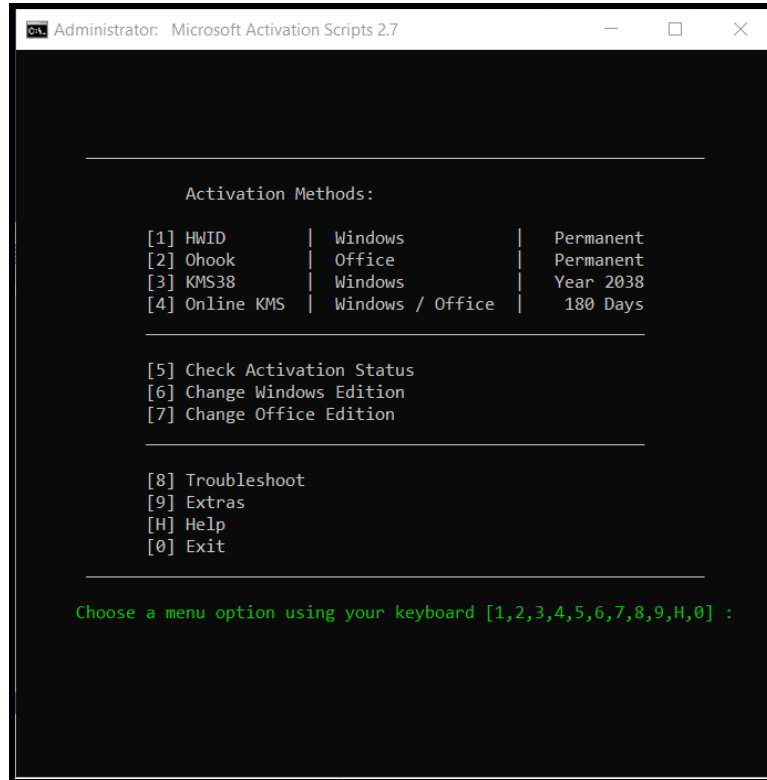 Administrator: Microsoft Activation Scripts 2.7
Activation Methods:
[1] HWID | Windows | Permanent
[2] Ohook | Office | Permanent
[3] KMS38 | Windows | Year 2038
[4] Online KMS | Windows / Office | 180 Days
[5] Check Activation Status
[6] Change Windows Edition
[7] Change Office Edition
[8] Troubleshoot
[9] Extras
[H] Help
[0] Exit
Choose a menu option using your keyboard [1,2,3,4,5,6,7,8,9,H,0] :